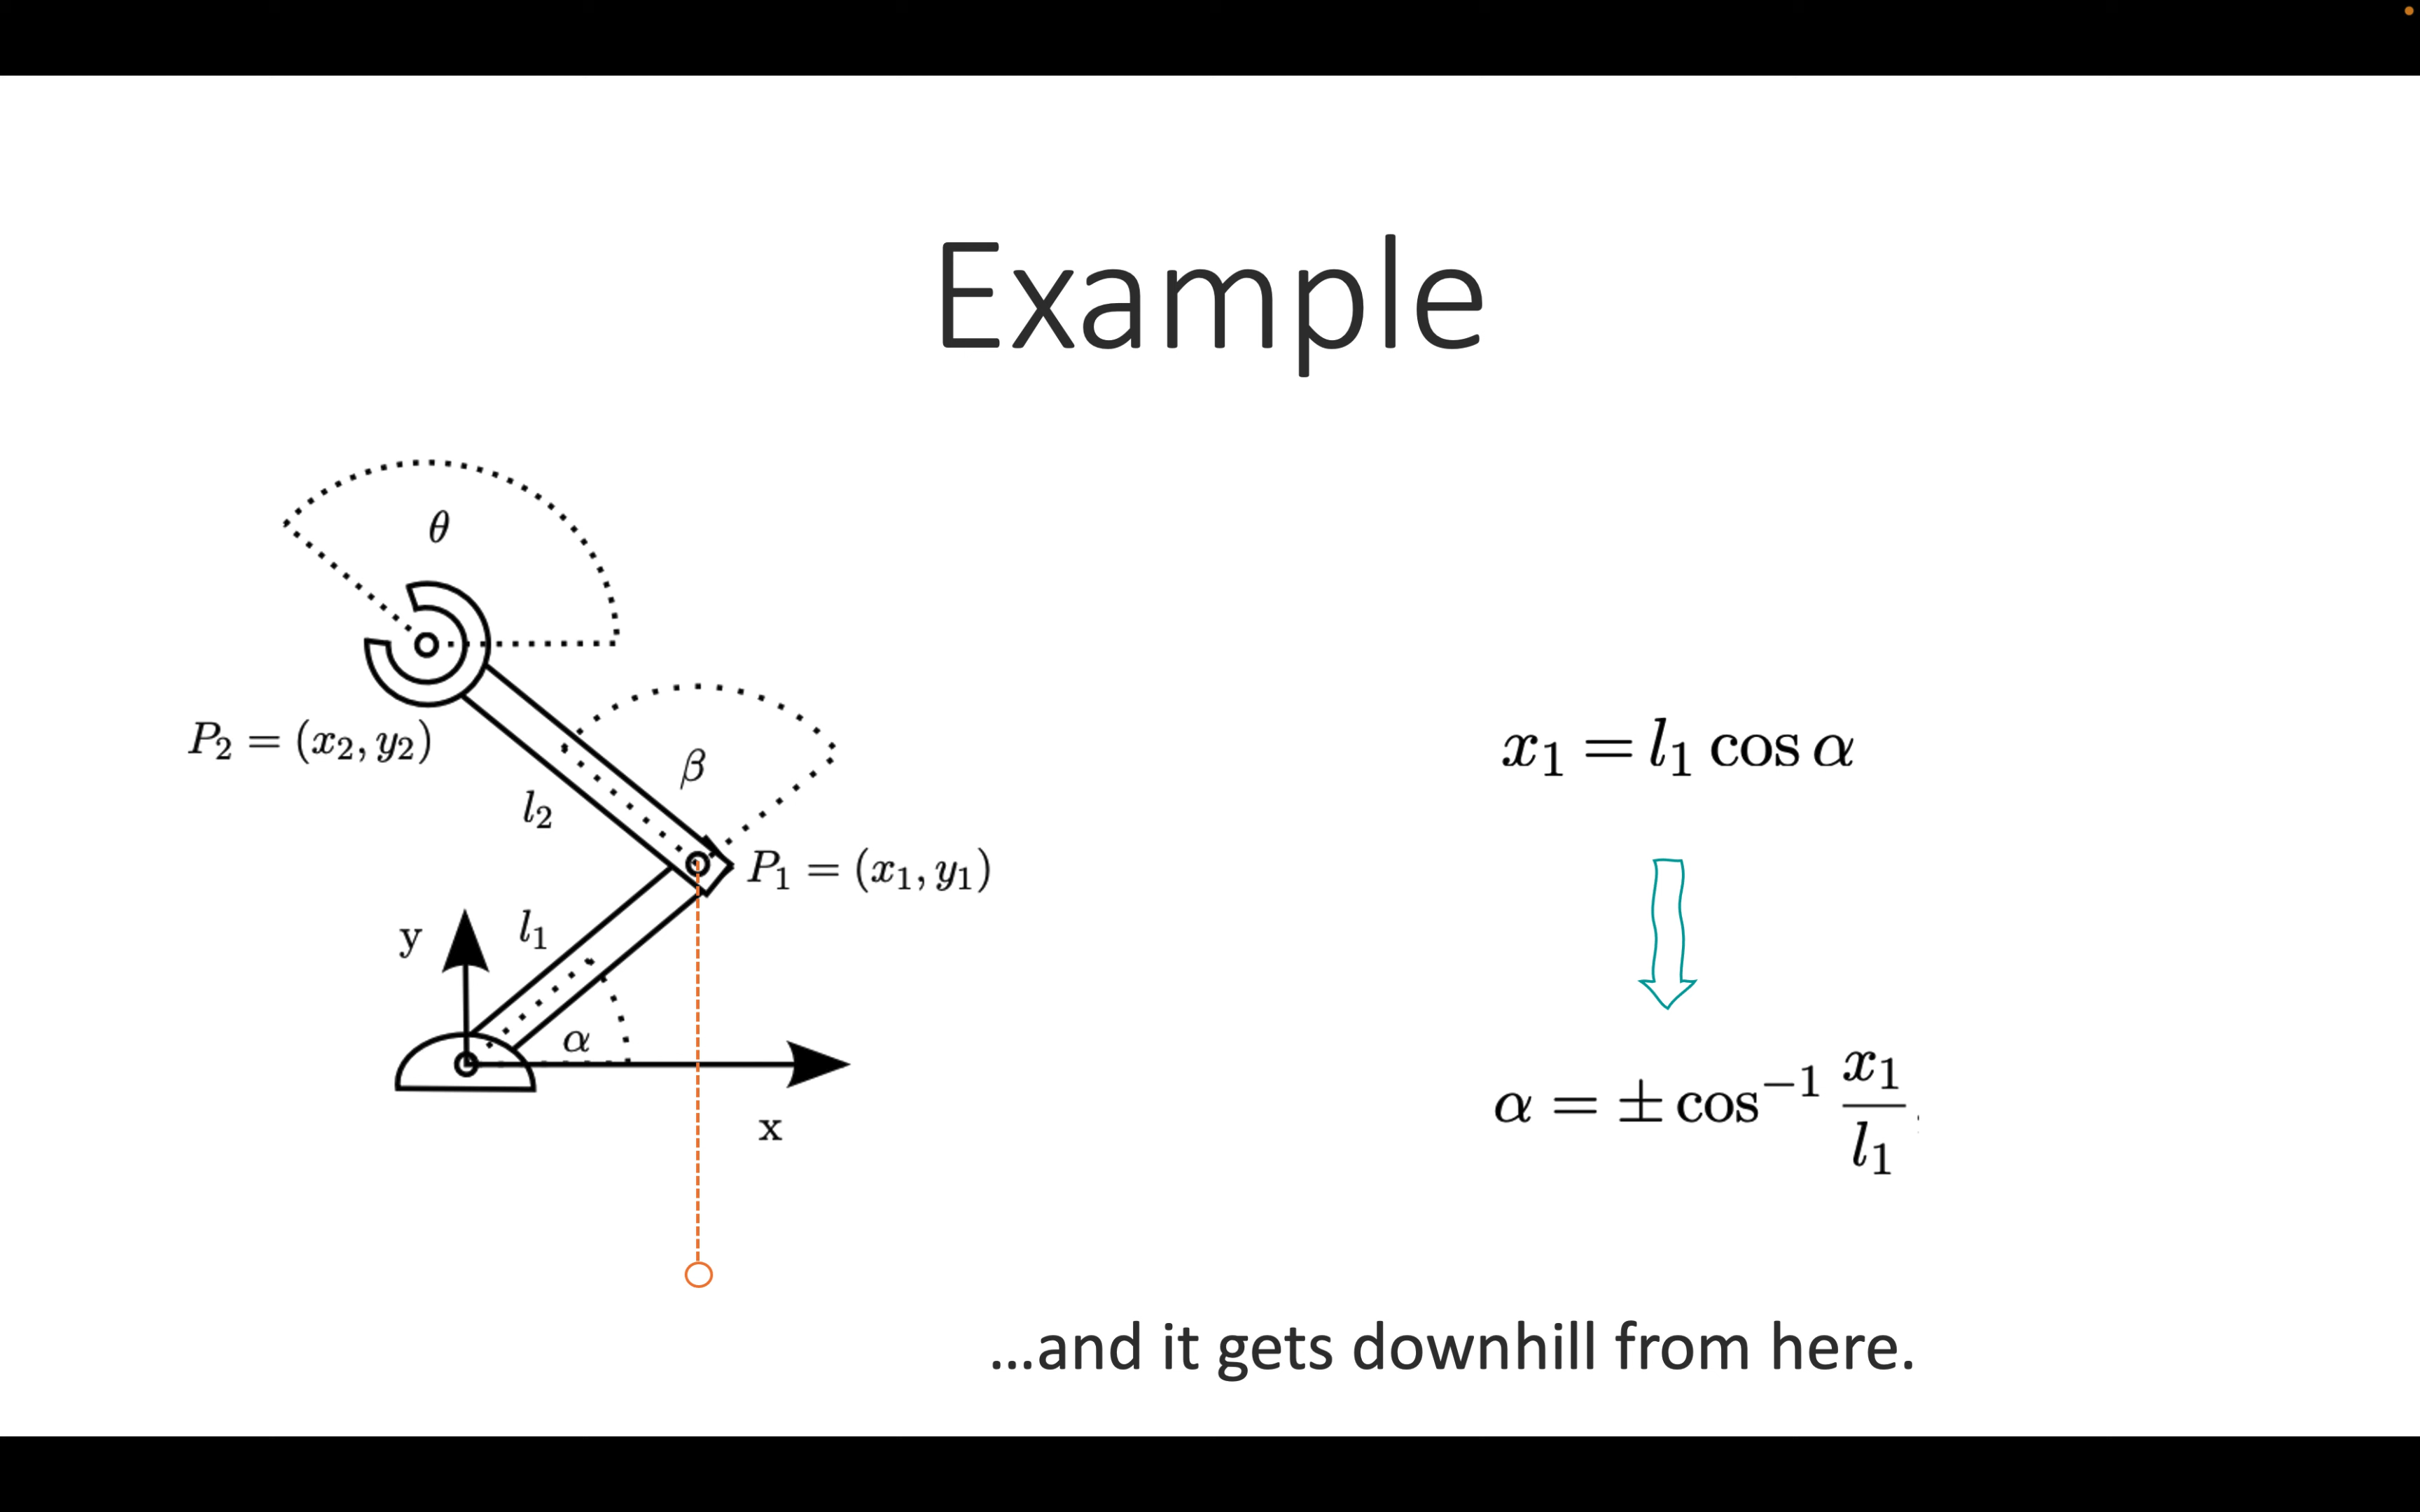 Example
θ
P₂ = (x₂, y₂)
β
l₂
x₁ = l₁ cos α
P₁ = (x₁, y₁)
l₁
y
α
x
α = ± cos⁻¹ x₁/l₁
...and it gets downhill from here.